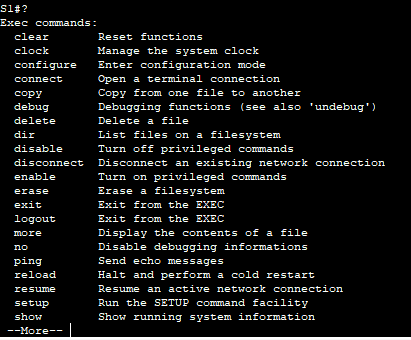 S1#?
Exec commands:
  clear       Reset functions
  clock       Manage the system clock
  configure   Enter configuration mode
  connect     Open a terminal connection
  copy        Copy from one file to another
  debug       Debugging functions (see also 'undebug')
  delete      Delete a file
  dir         List files on a filesystem
  disable     Turn off privileged commands
  disconnect  Disconnect an existing network connection
  enable      Turn on privileged commands
  erase       Erase a filesystem
  exit        Exit from the EXEC
  logout      Exit from the EXEC
  more        Display the contents of a file
  no          Disable debugging informations
  ping        Send echo messages
  reload      Halt and perform a cold restart
  resume      Resume an active network connection
  setup       Run the SETUP command facility
  show        Show running system information
 --More--